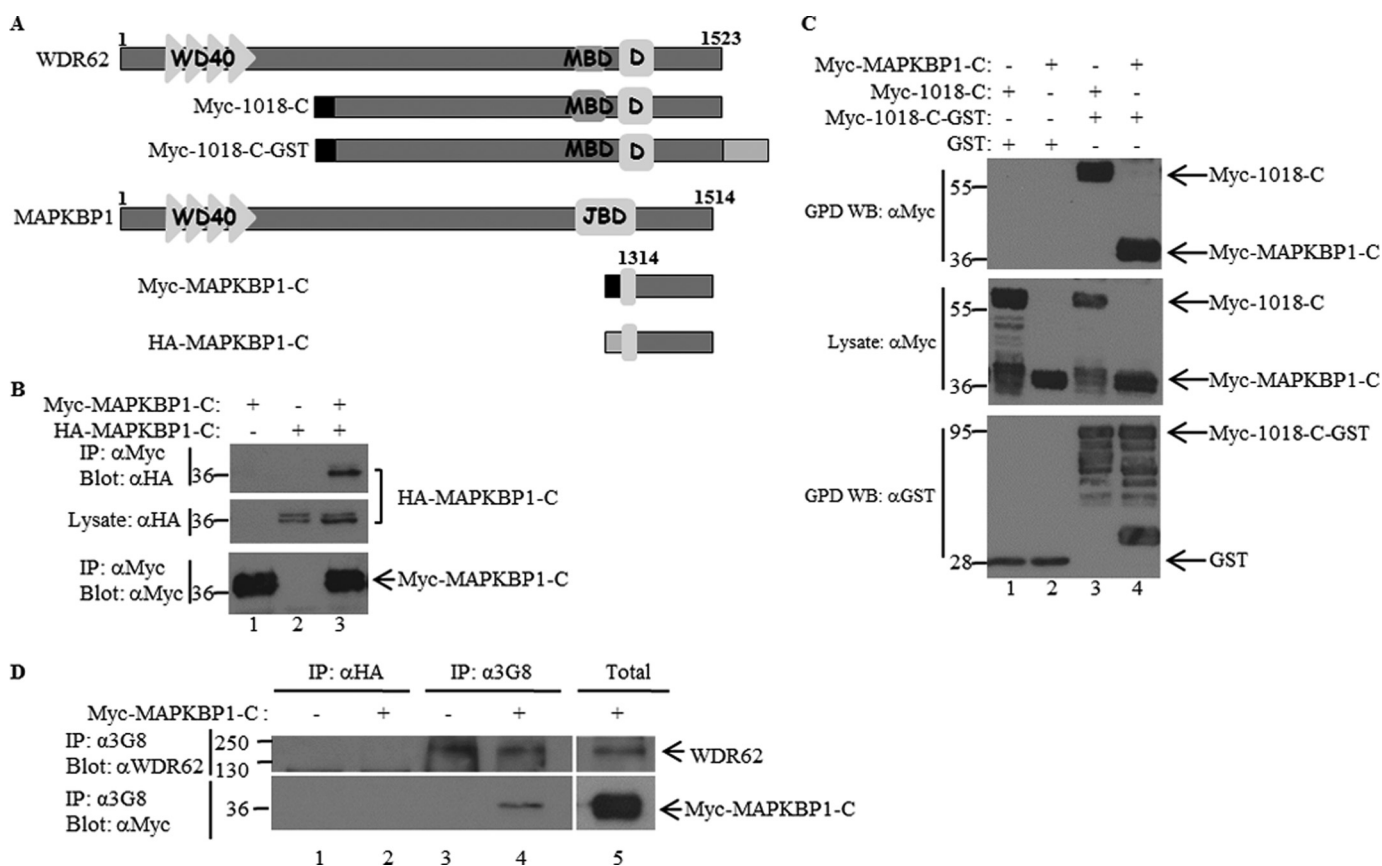 A
1
1523
WDR62
WD40
MBD
D
Myc-1018-C
MBD
D
Myc-1018-C-GST
MBD
D
1
1514
MAPKBP1
WD40
JBD
1314
Myc-MAPKBP1-C
HA-MAPKBP1-C
B
Myc-MAPKBP1-C: + - +
HA-MAPKBP1-C: - + +
IP: αMyc
Blot: αHA
36
Lysate: αHA
36
HA-MAPKBP1-C
IP: αMyc
Blot: αMyc
36
Myc-MAPKBP1-C
1 2 3
C
Myc-MAPKBP1-C: - + - +
Myc-1018-C: + - + -
Myc-1018-C-GST: - - + +
GST: + + - -
GPD WB: αMyc
55
36
Myc-1018-C
Myc-MAPKBP1-C
Lysate: αMyc
55
36
Myc-1018-C
Myc-MAPKBP1-C
GPD WB: αGST
95
28
Myc-1018-C-GST
GST
1 2 3 4
D
IP: αHA IP: α3G8 Total
Myc-MAPKBP1-C : - + - + +
IP: α3G8
Blot: αWDR62
250
130
WDR62
IP: α3G8
Blot: αMyc
36
Myc-MAPKBP1-C
1 2 3 4 5